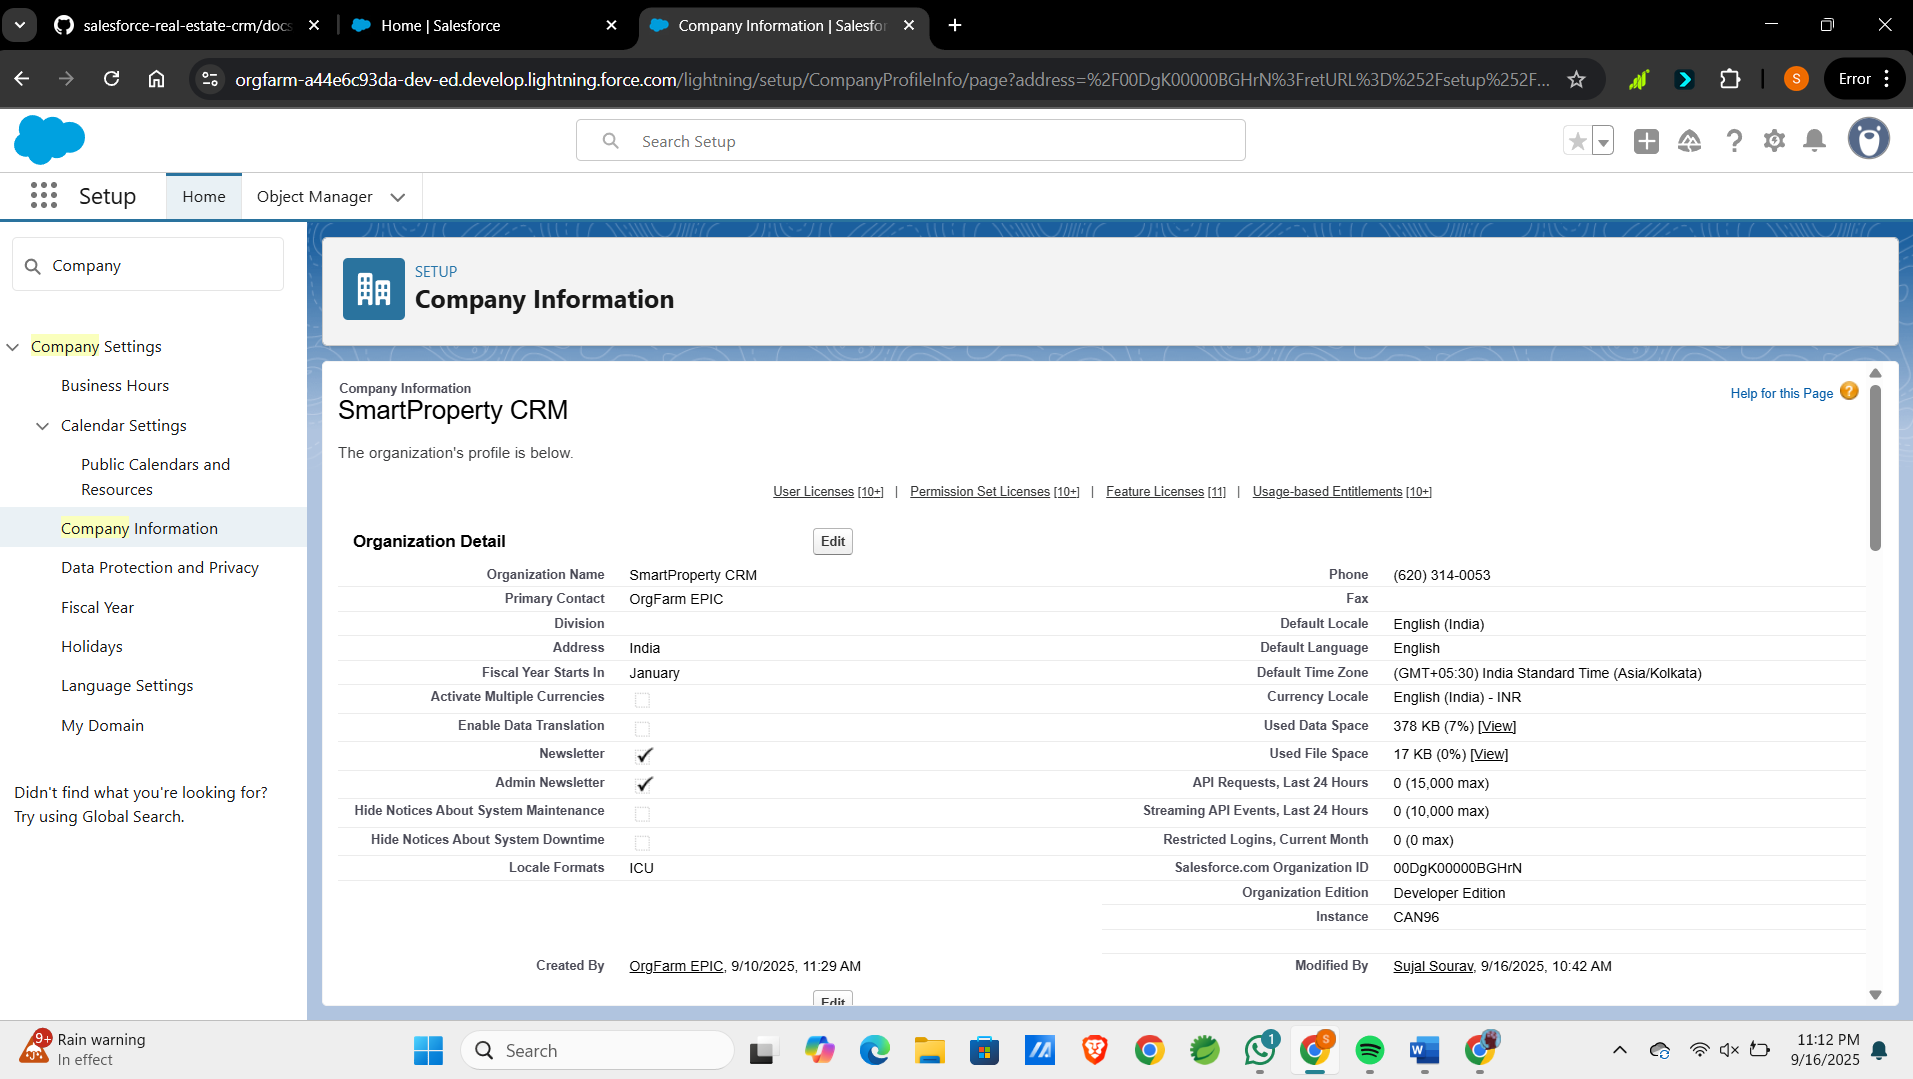 salesforce-real-estate-crm/docs
Home | Salesforce
Company Information | Salesfor
orgfarm-a44e6c93da-dev-ed.develop.lightning.force.com/lightning/setup/CompanyProfileInfo/page?address=%2F00DgK00000BGHrN%3FretURL%3D%252Fsetup%252F...
S
Error
Search Setup
Setup
Home
Object Manager
Company
Company Settings
Business Hours
Calendar Settings
Public Calendars and
Resources
Company Information
Data Protection and Privacy
Fiscal Year
Holidays
Language Settings
My Domain
Didn't find what you're looking for?
Try using Global Search.
SETUP
Company Information
Company Information
SmartProperty CRM
Help for this Page ?
The organization's profile is below.
User Licenses [10+] | Permission Set Licenses [10+] | Feature Licenses [11] | Usage-based Entitlements [10+]
Organization Detail
Edit
Organization Name SmartProperty CRM Phone (620) 314-0053
Primary Contact OrgFarm EPIC Fax
Division Default Locale English (India)
Address India Default Language English
Fiscal Year Starts In January Default Time Zone (GMT+05:30) India Standard Time (Asia/Kolkata)
Activate Multiple Currencies Currency Locale English (India) - INR
Enable Data Translation Used Data Space 378 KB (7%) [View]
Newsletter Used File Space 17 KB (0%) [View]
Admin Newsletter API Requests, Last 24 Hours 0 (15,000 max)
Hide Notices About System Maintenance Streaming API Events, Last 24 Hours 0 (10,000 max)
Hide Notices About System Downtime Restricted Logins, Current Month 0 (0 max)
Locale Formats ICU Salesforce.com Organization ID 00DgK00000BGHrN
Organization Edition Developer Edition
Instance CAN96
Created By OrgFarm EPIC, 9/10/2025, 11:29 AM Modified By Sujal Sourav, 9/16/2025, 10:42 AM
Edit
9+
Rain warning
In effect
Search
1
S
11:12 PM
9/16/2025